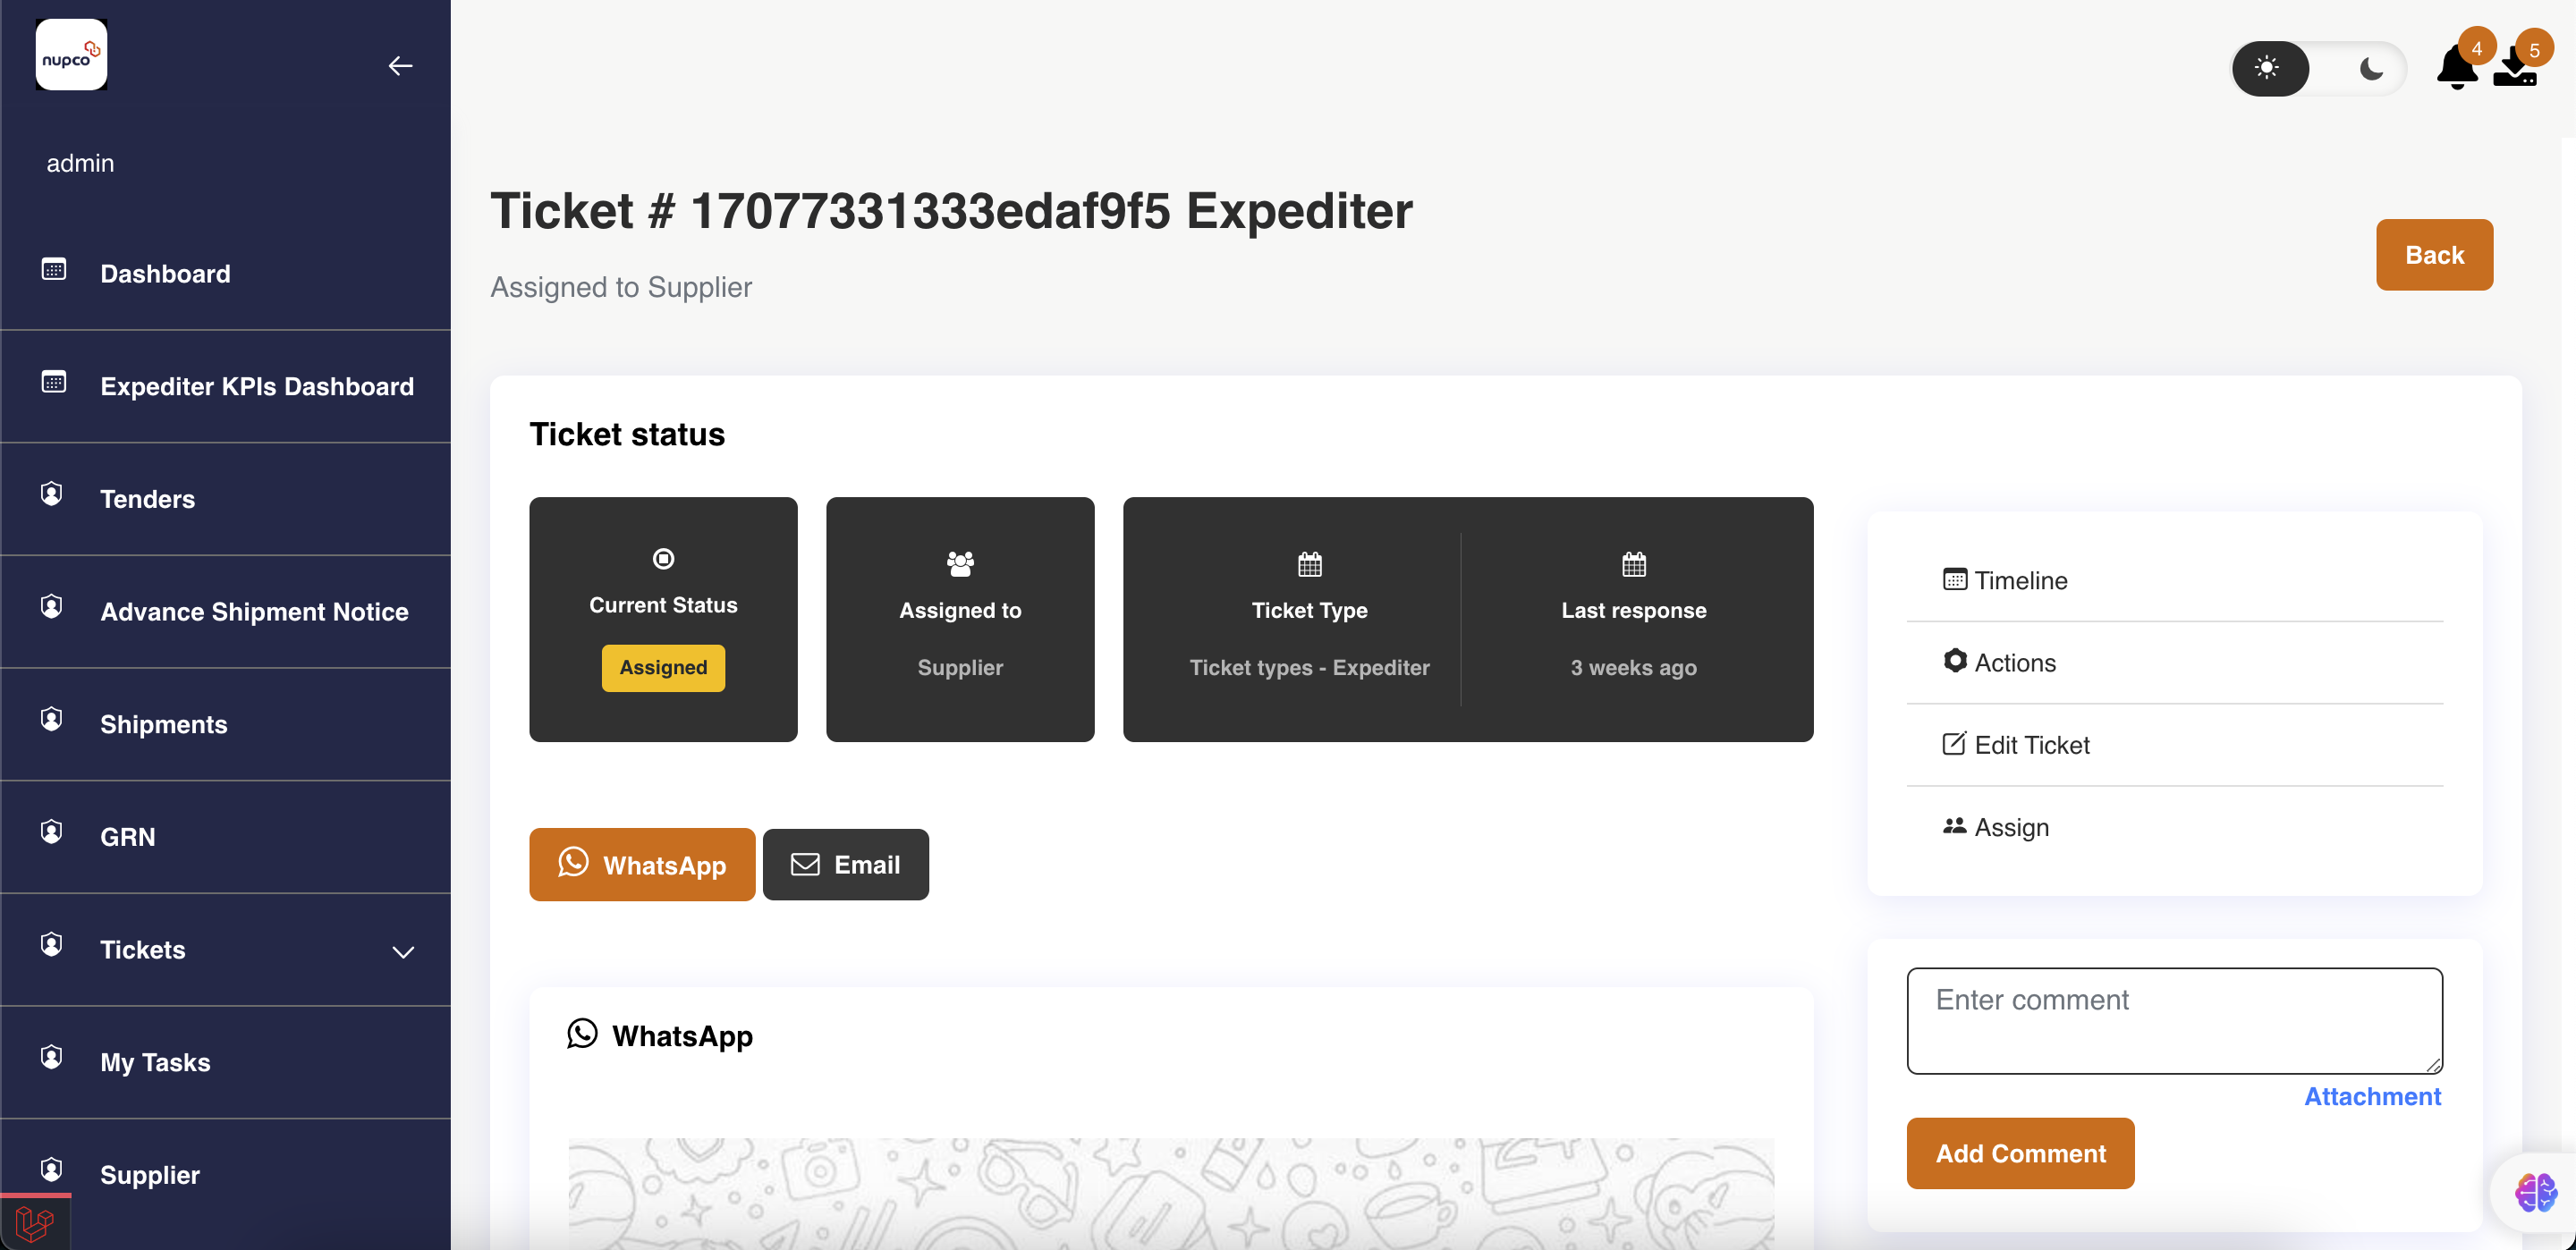 nupco
admin
Dashboard
Expediter KPIs Dashboard
Tenders
Advance Shipment Notice
Shipments
GRN
Tickets
My Tasks
Supplier
4
5
Ticket # 17077331333edaf9f5 Expediter
Assigned to Supplier
Back
Ticket status
Current Status
Assigned
Assigned to
Supplier
Ticket Type
Ticket types - Expediter
Last response
3 weeks ago
WhatsApp
Email
WhatsApp
Timeline
Actions
Edit Ticket
Assign
Enter comment
Attachment
Add Comment